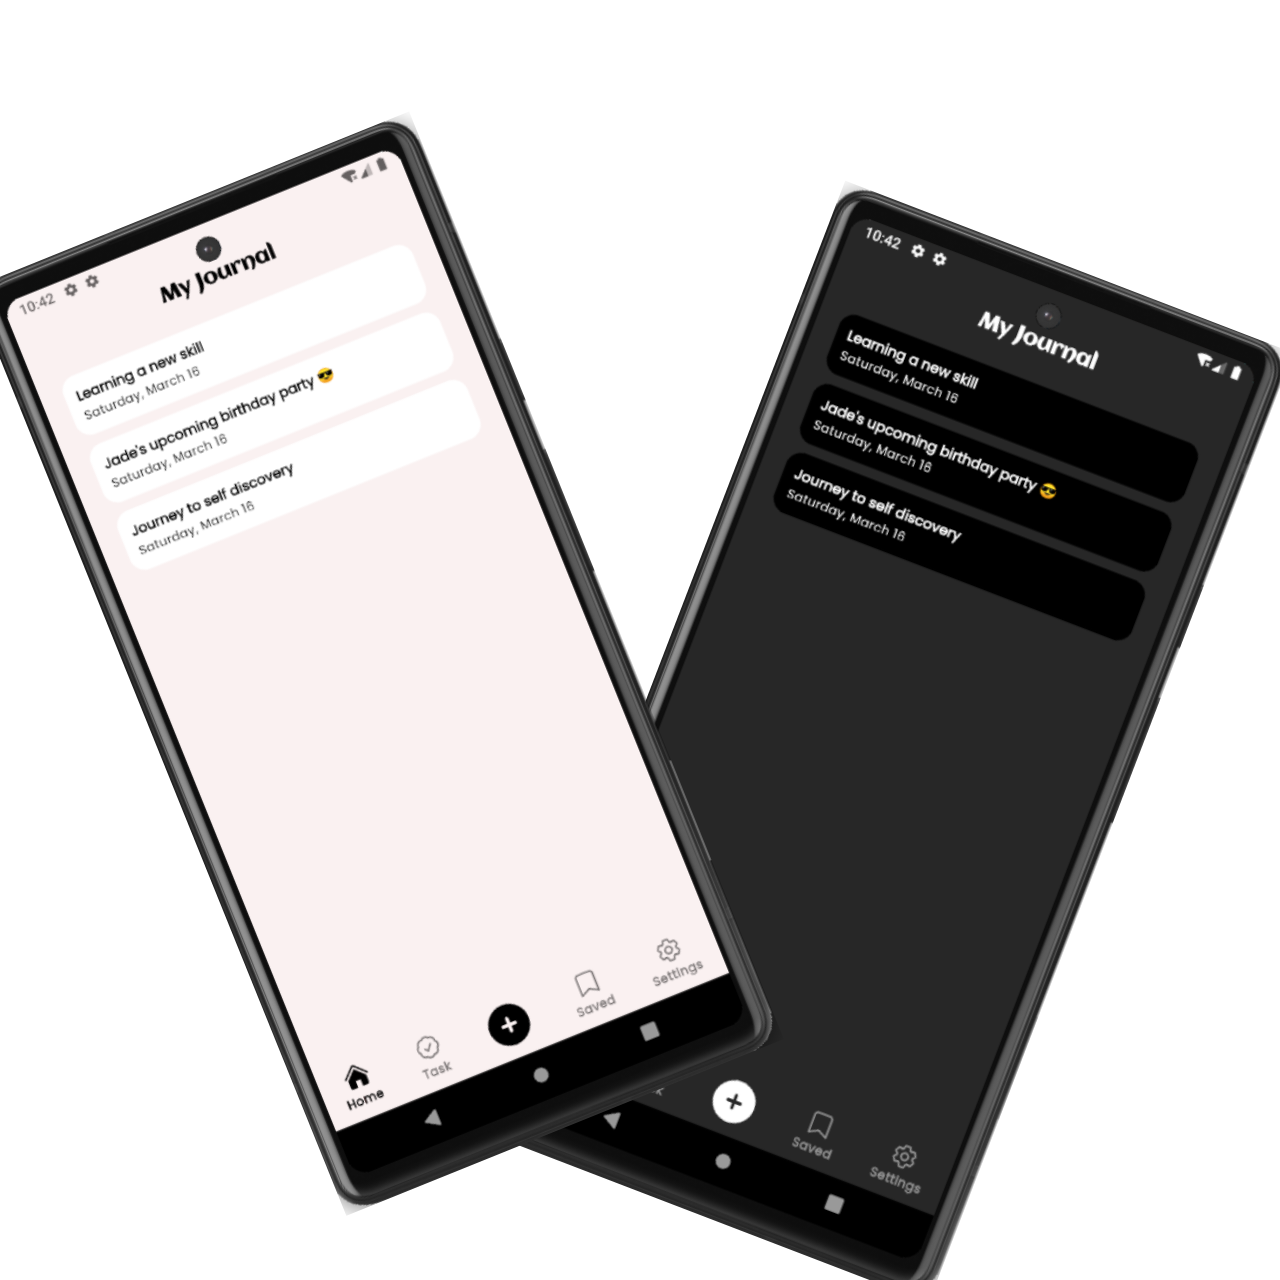 10:42
My Journal
Learning a new skill
Saturday, March 16
Jade's upcoming birthday party 😎
Saturday, March 16
Journey to self discovery
Saturday, March 16
Home
Task
Saved
Settings
10:42
My Journal
Learning a new skill
Saturday, March 16
Jade's upcoming birthday party 😎
Saturday, March 16
Journey to self discovery
Saturday, March 16
Saved
Settings